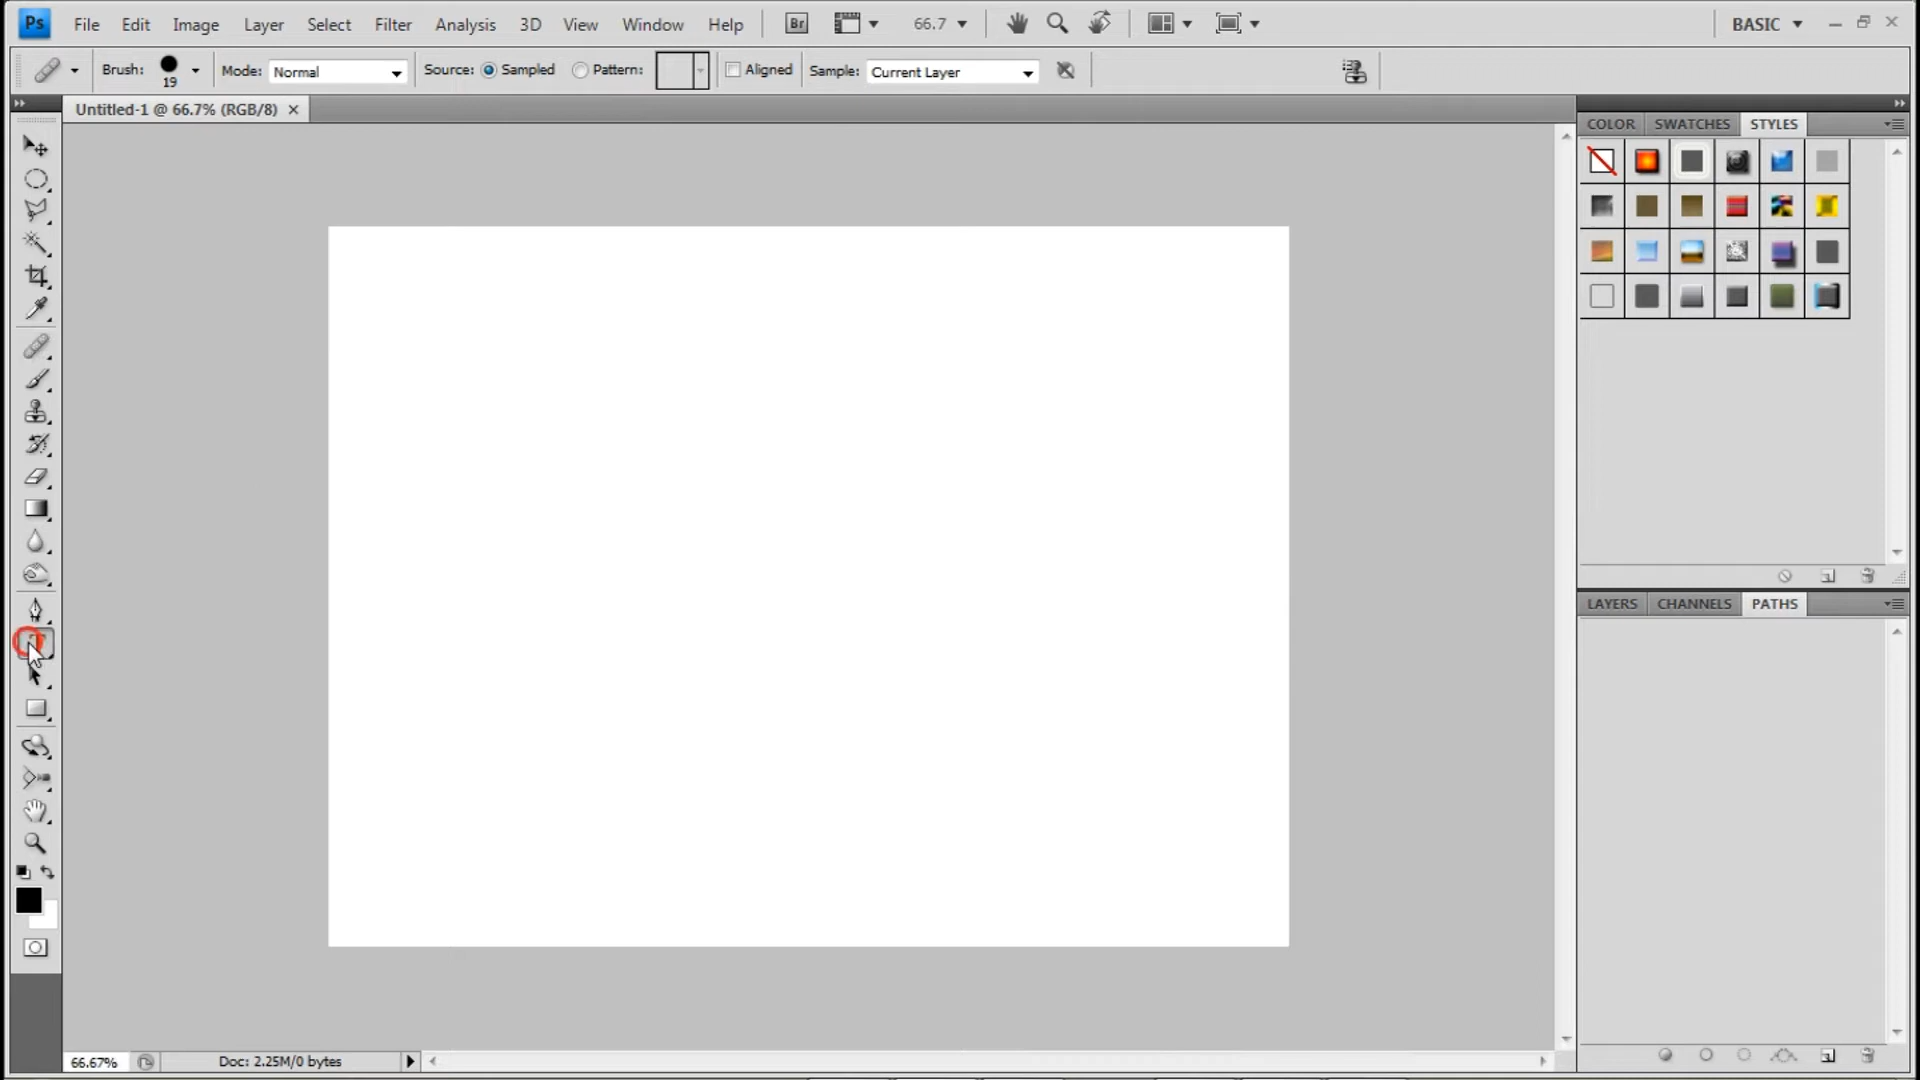 Ps File Edit Image Layer Select Filter Analysis 3D View Window Help Br 66.7 BASIC
Brush: 19 Mode: Normal Source: Sampled Pattern: Aligned Sample: Current Layer
Untitled-1 @ 66.7% (RGB/8)
COLOR SWATCHES STYLES
LAYERS CHANNELS PATHS
66.67% Doc: 2.25M/0 bytes